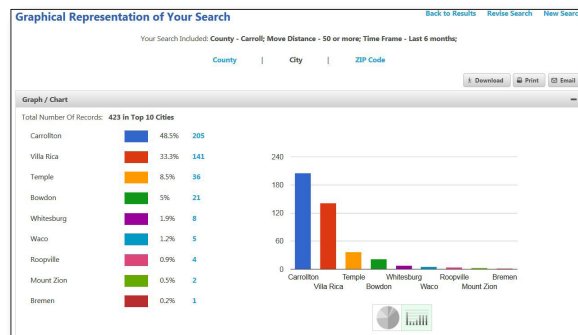 Graphical Representation of Your Search
Back to Results Revise Search New Searc
Your Search Included: County - Carroll; Move Distance - 50 or more; Time Frame - Last 6 months;
County | City | ZIP Code
Download Print Email
Graph / Chart
Total Number Of Records: 423 in Top 10 Cities
Carrollton 48.5% 205
Villa Rica 33.3% 141
Temple 8.5% 36
Bowdon 5% 21
Whitesburg 1.9% 8
Waco 1.2% 5
Roopville 0.9% 4
Mount Zion 0.5% 2
Bremen 0.2% 1
240
180
120
60
0
Carrollton Temple Whitesburg Roopville Bremen
Villa Rica Bowdon Waco Mount Zion